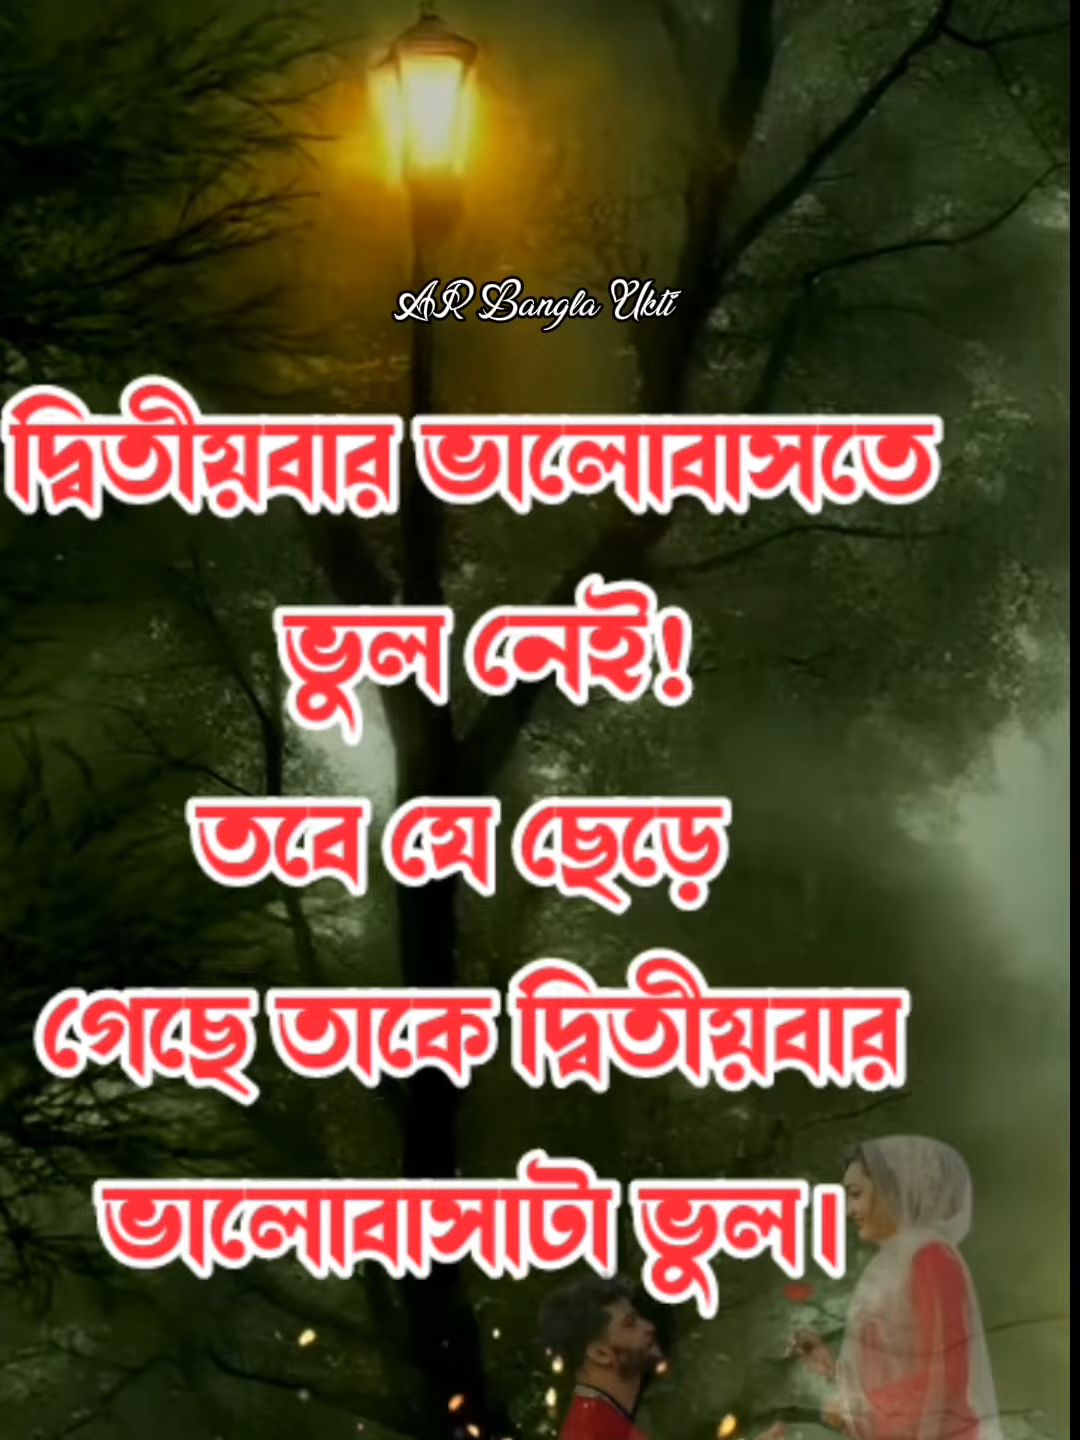 AR Bangla Ukti
দ্বিতীয়বার ভালোবাসতে
ভুল নেই!
তবে যে ছেড়ে
গেছে তাকে দ্বিতীয়বার
ভালোবাসাটা ভুল।